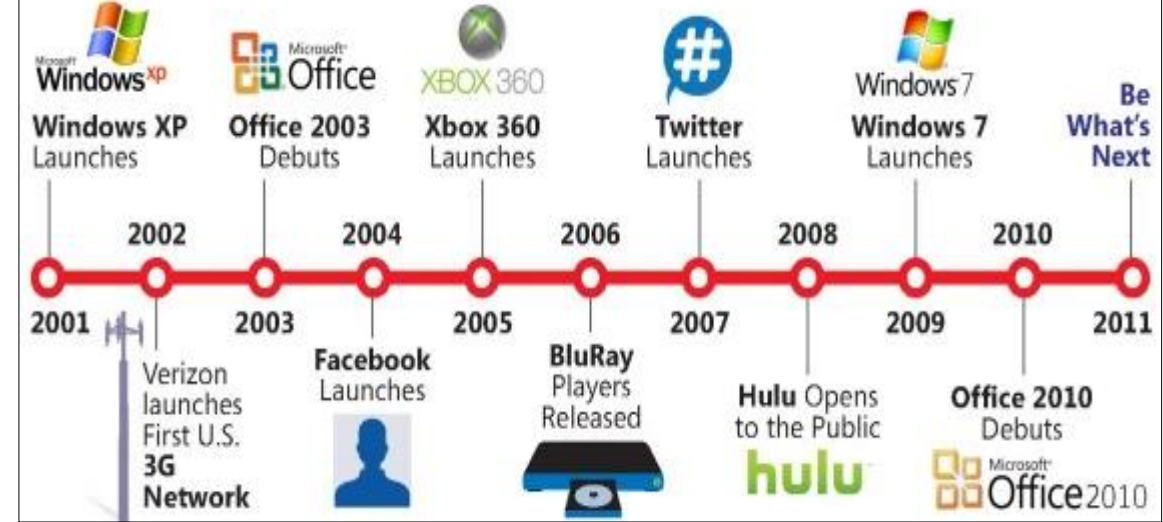 Microsoft
Windows xp
Windows XP
Launches
Microsoft
Office
Office 2003
Debuts
XBOX 360
Xbox 360
Launches
#
Twitter
Launches
Windows 7
Windows 7
Launches
Be
What's
Next
2002
2004
2006
2008
2010
2001
2003
2005
2007
2009
2011
Verizon
launches
First U.S.
3G
Network
Facebook
Launches
BluRay
Players
Released
Hulu Opens
to the Public
hulu
Office 2010
Debuts
Microsoft
Office 2010